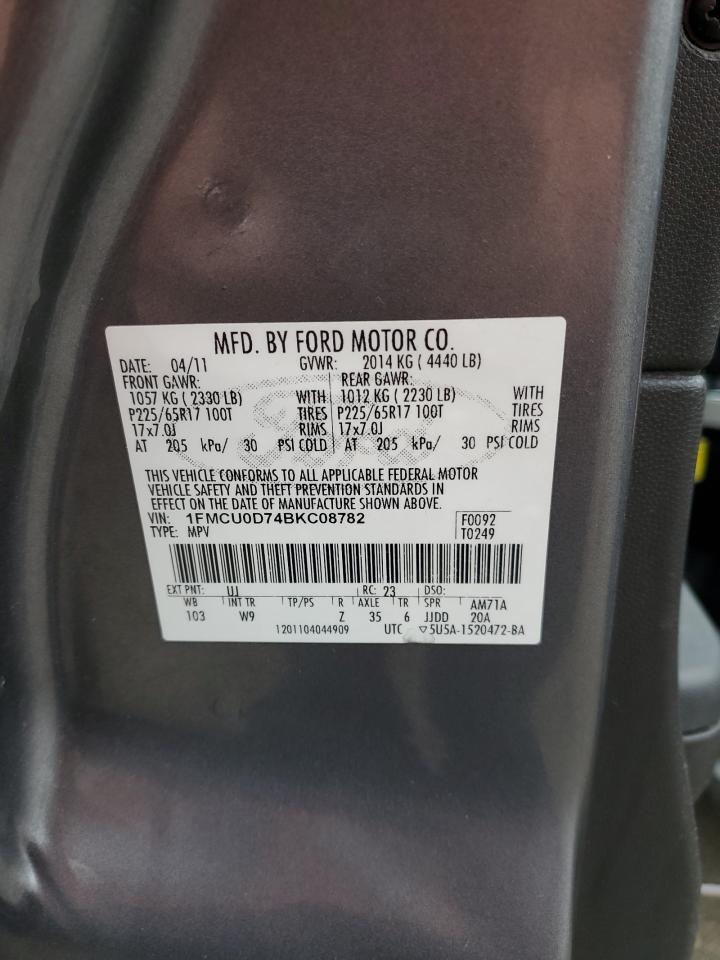 MFD. BY FORD MOTOR CO.
DATE: 04/11 GVWR: 2014 KG ( 4440 LB)
FRONT GAWR: REAR GAWR:
1057 KG ( 2330 LB) WITH 1012 KG ( 2230 LB) WITH
P225/65R17 100T TIRES P225/65R17 100T TIRES
17x7.0J RIMS 17x7.0J RIMS
AT 205 kPa/ 30 PSI COLD AT 205 kPa/ 30 PSI COLD
THIS VEHICLE CONFORMS TO ALL APPLICABLE FEDERAL MOTOR
VEHICLE SAFETY AND THEFT PREVENTION STANDARDS IN
EFFECT ON THE DATE OF MANUFACTURE SHOWN ABOVE.
VIN: 1FMCU0D74BKC08782 F0092
TYPE: MPV T0249
EXT PNT: UJ RC: 23 DSO:
WB INT TR TP/PS R AXLE TR SPR AM71A
103 W9 Z 35 6 JJDD 20A
1201104044909 UTC ▽5U5A-1520472-BA